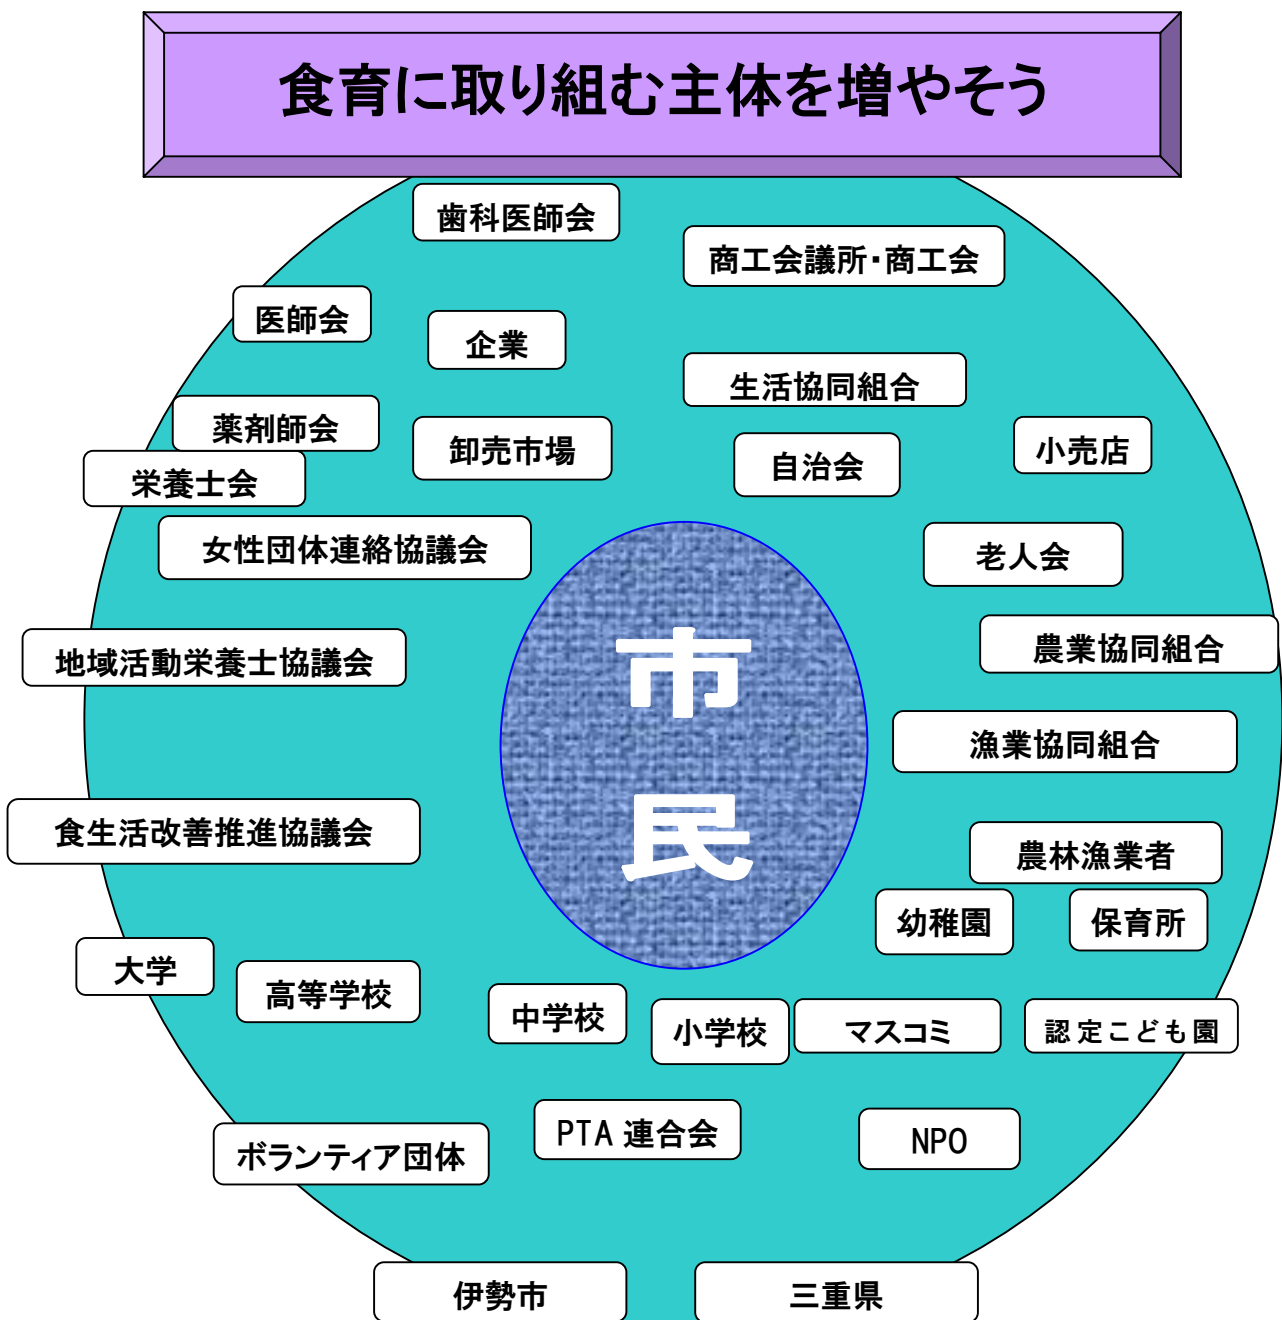 食育に取り組む主体を増やそう
歯科医師会
商工会議所・商工会
医師会
企業
生活協同組合
薬剤師会
卸売市場
自治会
小売店
栄養士会
女性団体連絡協議会
老人会
地域活動栄養士協議会
農業協同組合
市民
漁業協同組合
食生活改善推進協議会
農林漁業者
幼稚園
保育所
大学
高等学校
中学校
小学校
マスコミ
認定こども園
ボランティア団体
PTA 連合会
NPO
伊勢市
三重県